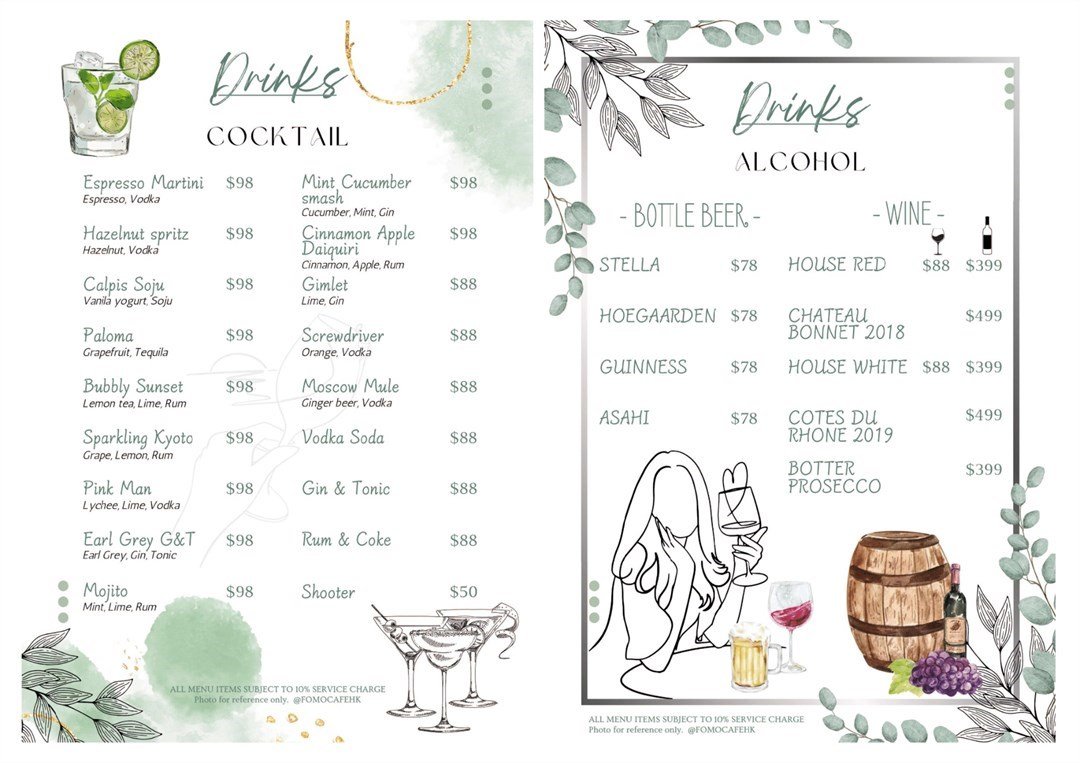 Drinks
COCKTAIL
Espresso Martini $98
Espresso, Vodka
Hazelnut spritz $98
Hazelnut, Vodka
Calpis Soju $98
Vanila yogurt, Soju
Paloma $98
Grapefruit, Tequila
Bubbly Sunset $98
Lemon tea, Lime, Rum
Sparkling Kyoto $98
Grape, Lemon, Rum
Pink Man $98
Lychee, Lime, Vodka
Earl Grey G&T $98
Earl Grey, Gin, Tonic
Mojito $98
Mint, Lime, Rum
Mint Cucumber $98
smash
Cucumber, Mint, Gin
Cinnamon Apple $98
Daiquiri
Cinnamon, Apple, Rum
Gimlet $88
Lime, Gin
Screwdriver $88
Orange, Vodka
Moscow Mule $88
Ginger beer, Vodka
Vodka Soda $88
Gin & Tonic $88
Rum & Coke $88
Shooter $50
ALL MENU ITEMS SUBJECT TO 10% SERVICE CHARGE
Photo for reference only. @FOMOCAFEHK
Drinks
ALCOHOL
- BOTTLE BEER -
STELLA $78
HOEGAARDEN $78
GUINNESS $78
ASAHI $78
- WINE -
HOUSE RED $88 $399
CHATEAU $499
BONNET 2018
HOUSE WHITE $88 $399
COTES DU $499
RHONE 2019
BOTTER $399
PROSECCO
ALL MENU ITEMS SUBJECT TO 10% SERVICE CHARGE
Photo for reference only. @FOMOCAFEHK